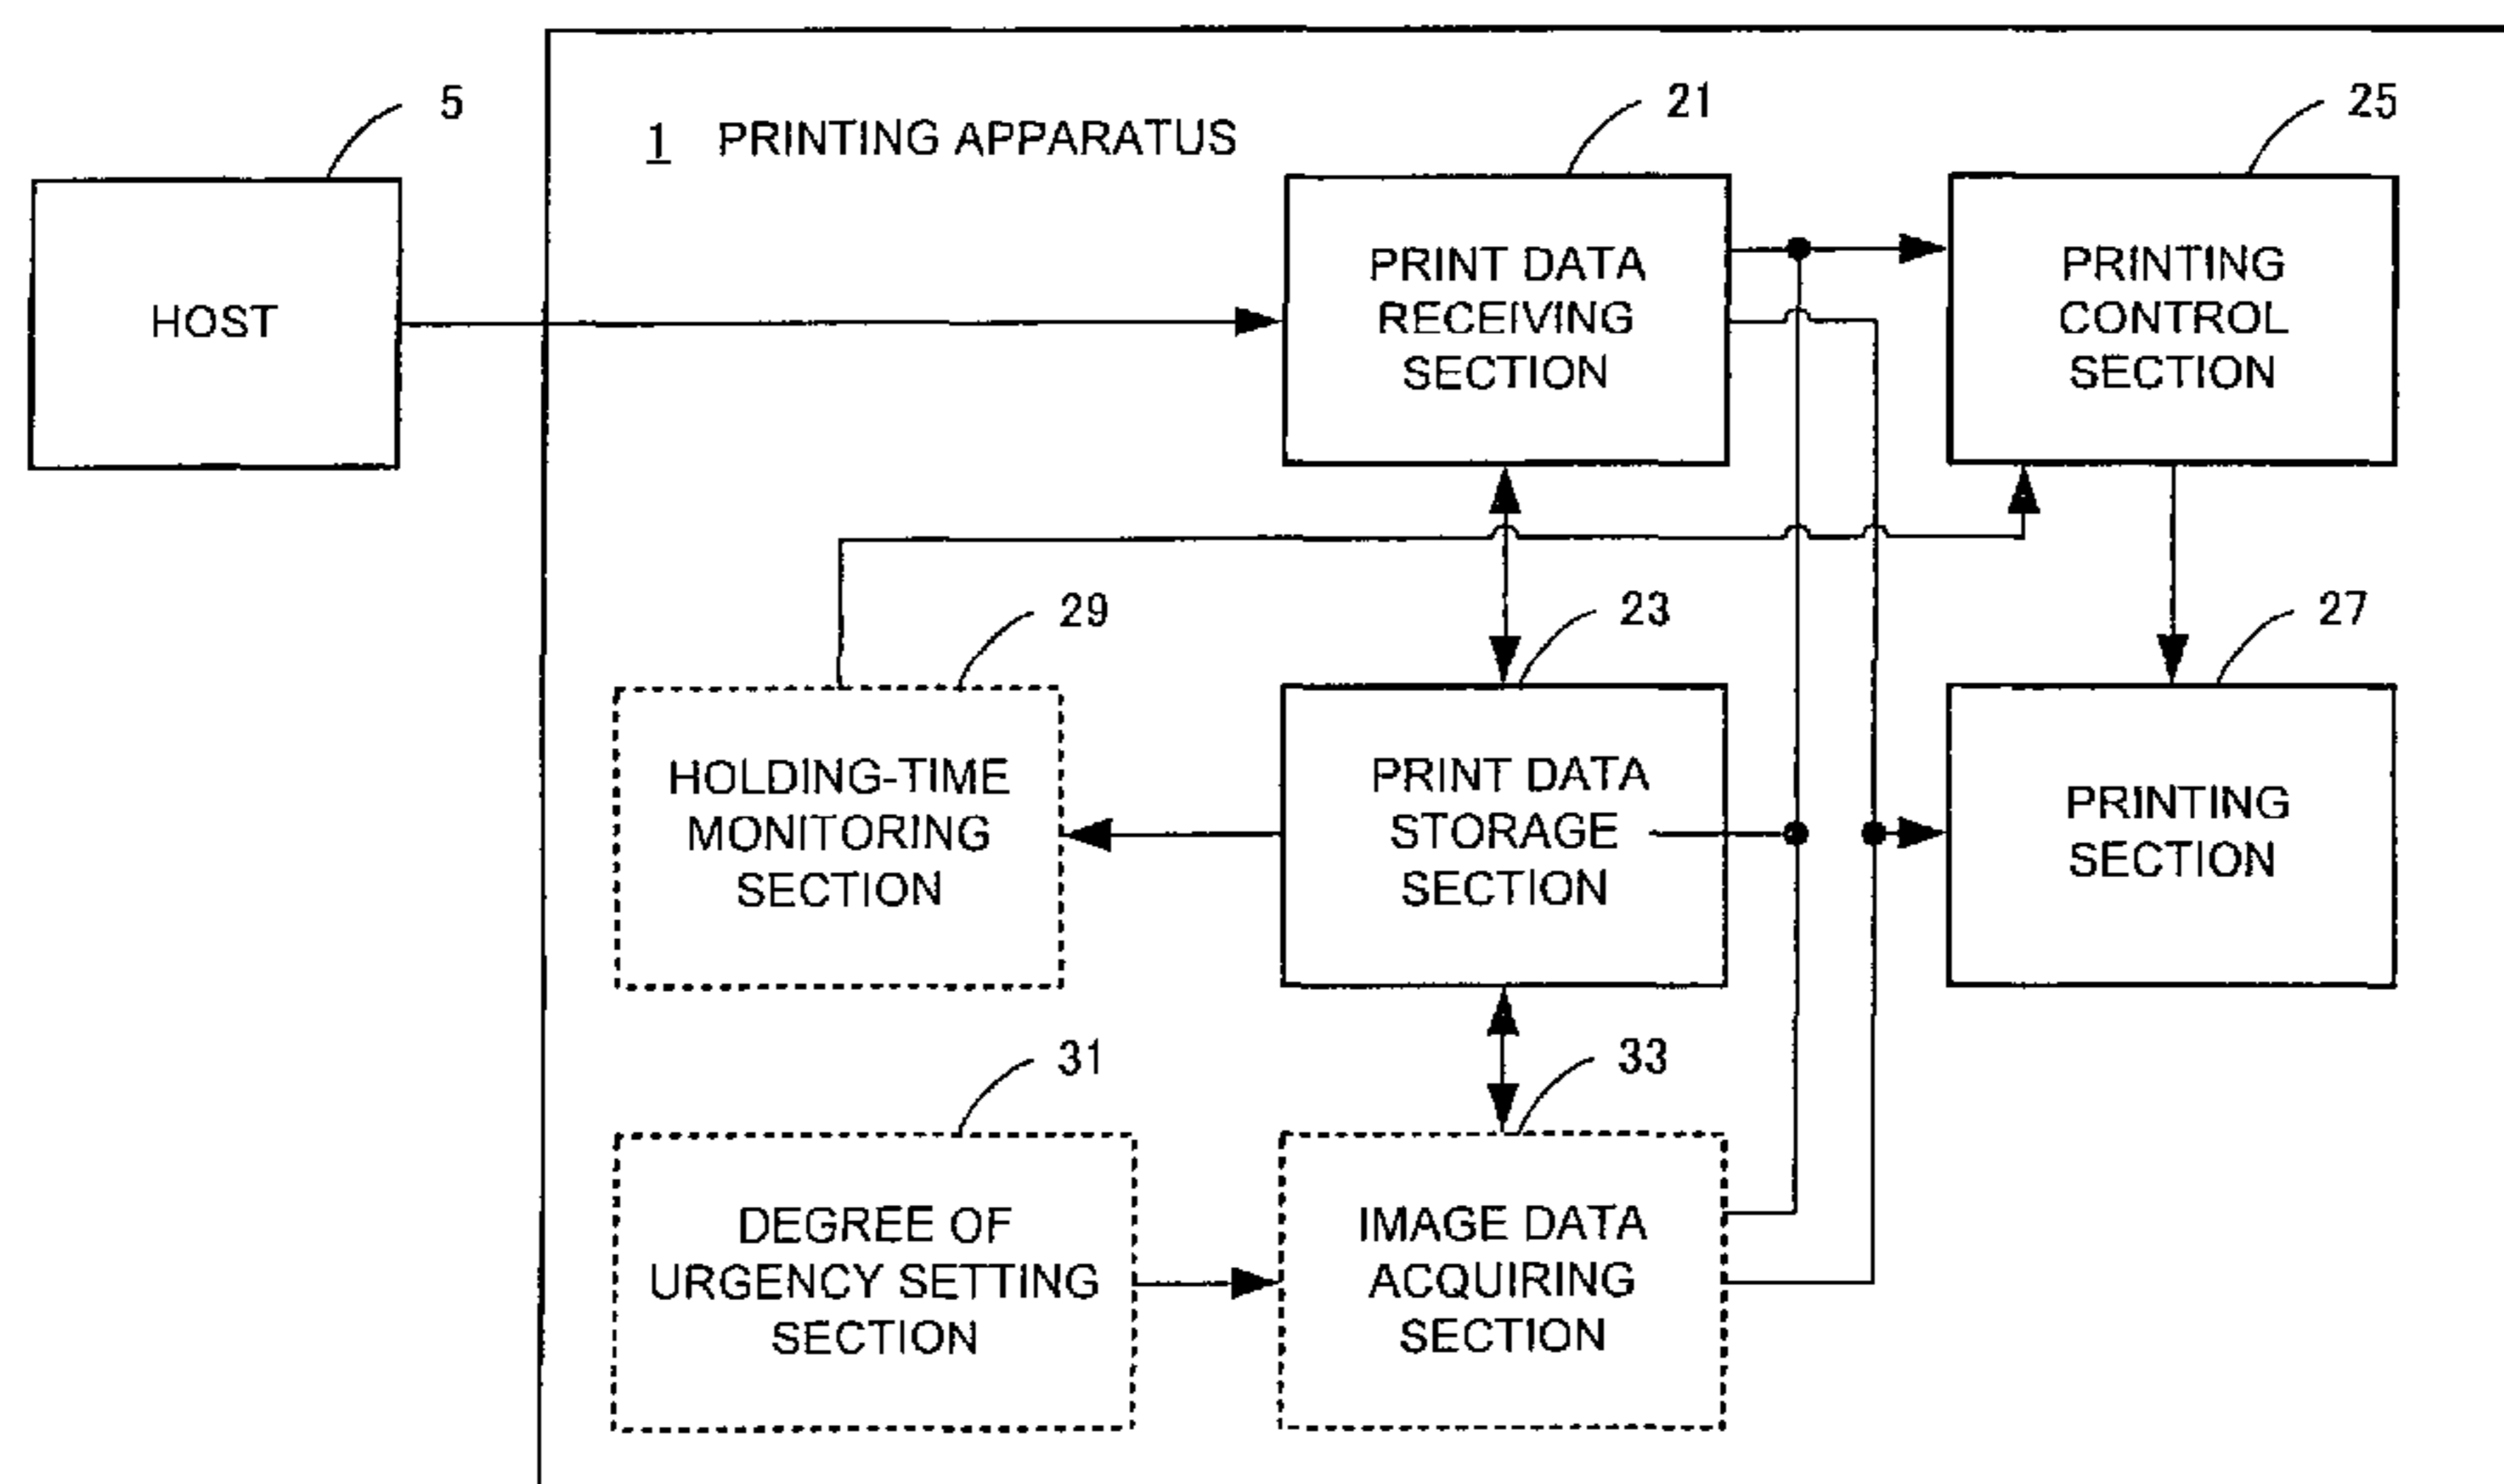 5
1 PRINTING APPARATUS
21
25
HOST
PRINT DATA
RECEIVING
SECTION
PRINTING
CONTROL
SECTION
29
23
27
HOLDING-TIME
MONITORING
SECTION
PRINT DATA
STORAGE
SECTION
PRINTING
SECTION
31
33
DEGREE OF
URGENCY SETTING
SECTION
IMAGE DATA
ACQUIRING
SECTION